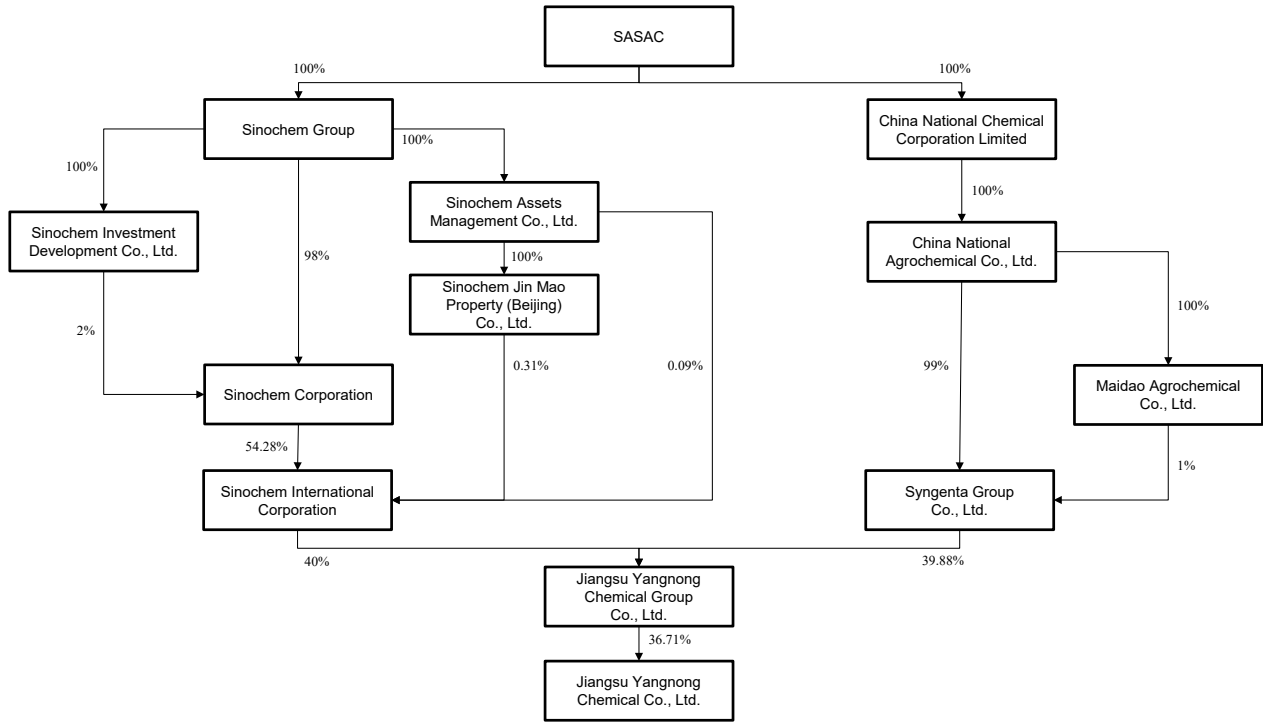 SASAC
100%
100%
Sinochem Group
China National Chemical
Corporation Limited
100%
100%
100%
Sinochem Assets
Management Co., Ltd.
Sinochem Investment
Development Co., Ltd.
China National
Agrochemical Co., Ltd.
98%
100%
Sinochem Jin Mao
Property (Beijing)
Co., Ltd.
100%
2%
0.31%
0.09%
99%
Sinochem Corporation
Maidao Agrochemical
Co., Ltd.
54.28%
1%
Sinochem International
Corporation
Syngenta Group
Co., Ltd.
40%
39.88%
Jiangsu Yangnong
Chemical Group
Co., Ltd.
36.71%
Jiangsu Yangnong
Chemical Co., Ltd.